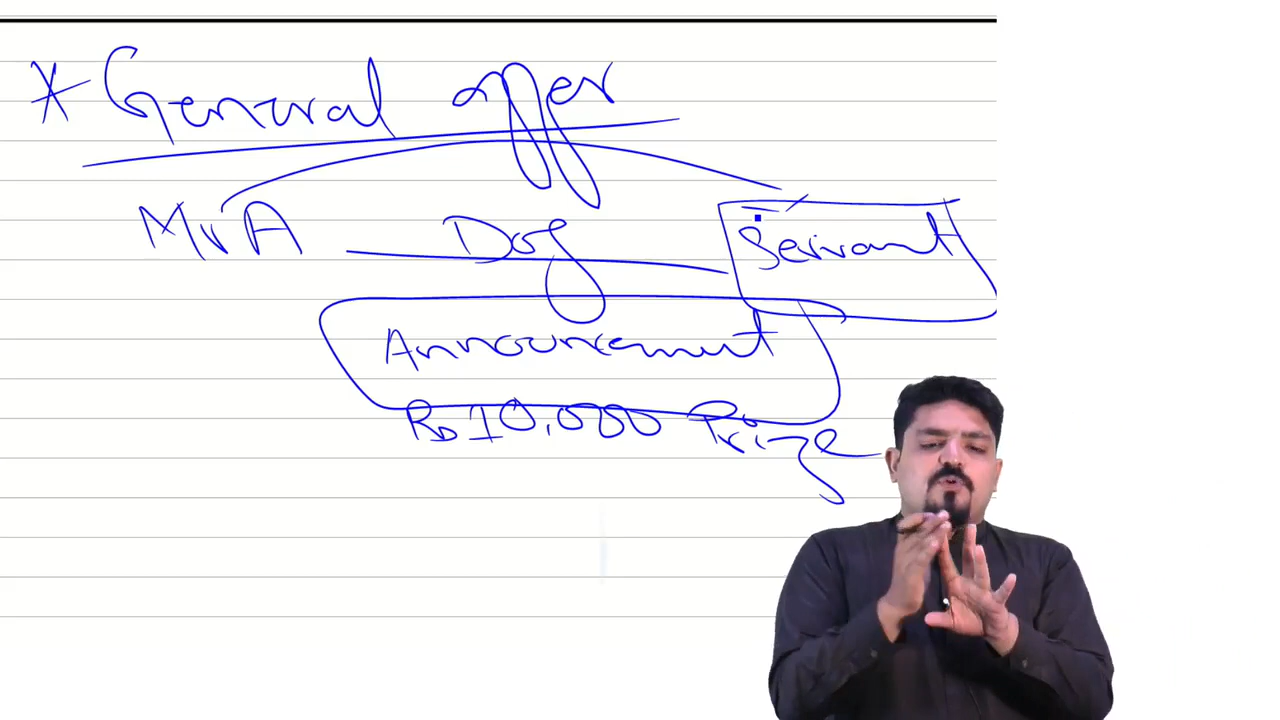 * General offer
Mr A Dog Servant
Announcement
Rs 10,000 Prize